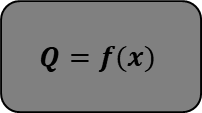 Q = f(x)